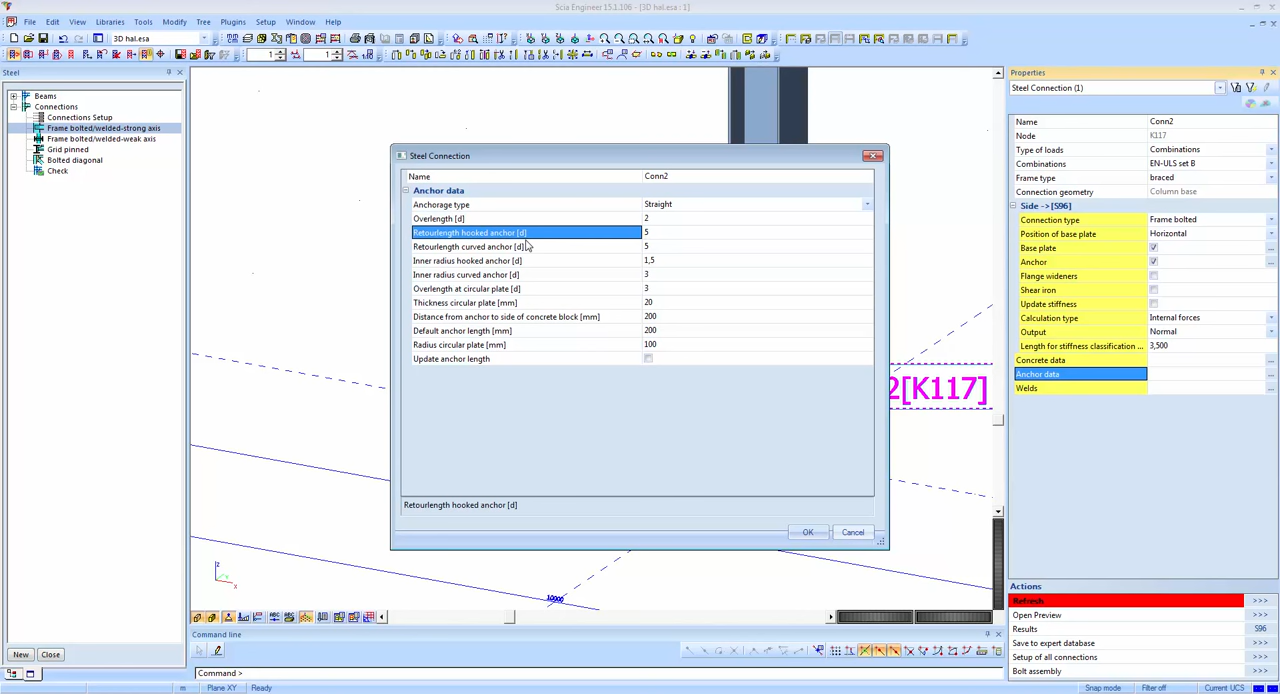 Scia Engineer 15.1.106 - [3D hal.esa : 1]
File Edit View Libraries Tools Modify Tree Plugins Setup Window Help
3D hal.esa
1 1
Steel
Beams
Connections
Connections Setup
Frame bolted/welded-strong axis
Frame bolted/welded-weak axis
Grid pinned
Bolted diagonal
Check
New Close
Steel Connection
Name Conn2
Anchor data
Anchorage type Straight
Overlength [d] 2
Retourlength hooked anchor [d] 5
Retourlength curved anchor [d] 5
Inner radius hooked anchor [d] 1,5
Inner radius curved anchor [d] 3
Overlength at circular plate [d] 3
Thickness circular plate [mm] 20
Distance from anchor to side of concrete block [mm] 200
Default anchor length [mm] 200
Radius circular plate [mm] 100
Update anchor length
Retourlength hooked anchor [d]
OK Cancel
2[K117]
10000
z
x
Properties
Steel Connection (1)
Name Conn2
Node K117
Type of loads Combinations
Combinations EN-ULS set B
Frame type braced
Connection geometry Column base
Side ->[S96]
Connection type Frame bolted
Position of base plate Horizontal
Base plate
Anchor
Flange wideners
Shear iron
Update stiffness
Calculation type Internal forces
Output Normal
Length for stiffness classification ... 3,500
Concrete data
Anchor data
Welds
Actions
Refresh >>>
Open Preview >>>
Results S96
Save to expert database >>>
Setup of all connections >>>
Bolt assembly >>>
Command line
Command >
m Plane XY Ready Snap mode Filter off Current UCS